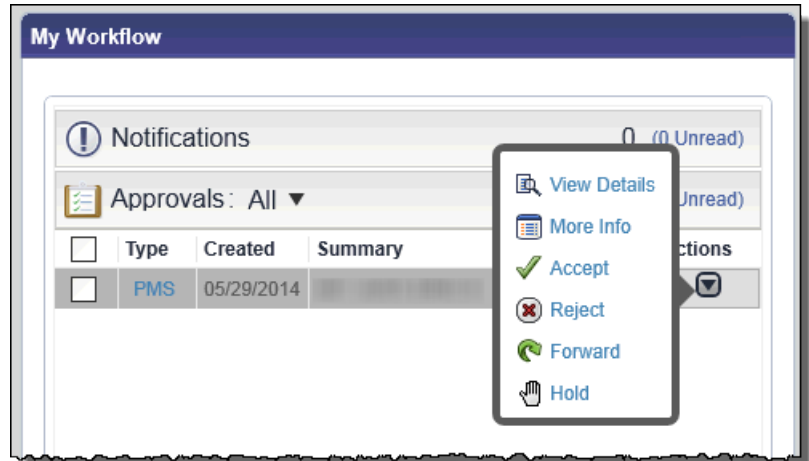 My Workflow
Notifications 0 (0 Unread)
Approvals: All ▼ Unread)
Type Created Summary ctions
PMS 05/29/2014
View Details
More Info
Accept
Reject
Forward
Hold